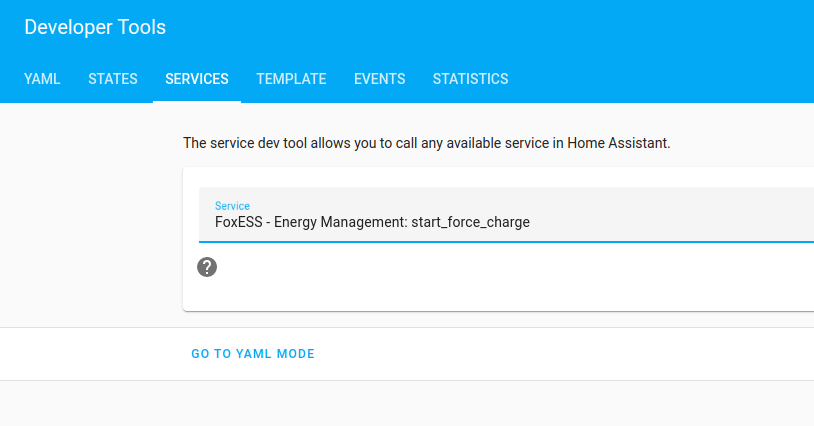 Developer Tools
YAML STATES SERVICES TEMPLATE EVENTS STATISTICS
The service dev tool allows you to call any available service in Home Assistant.
Service
FoxESS - Energy Management: start_force_charge
?
GO TO YAML MODE